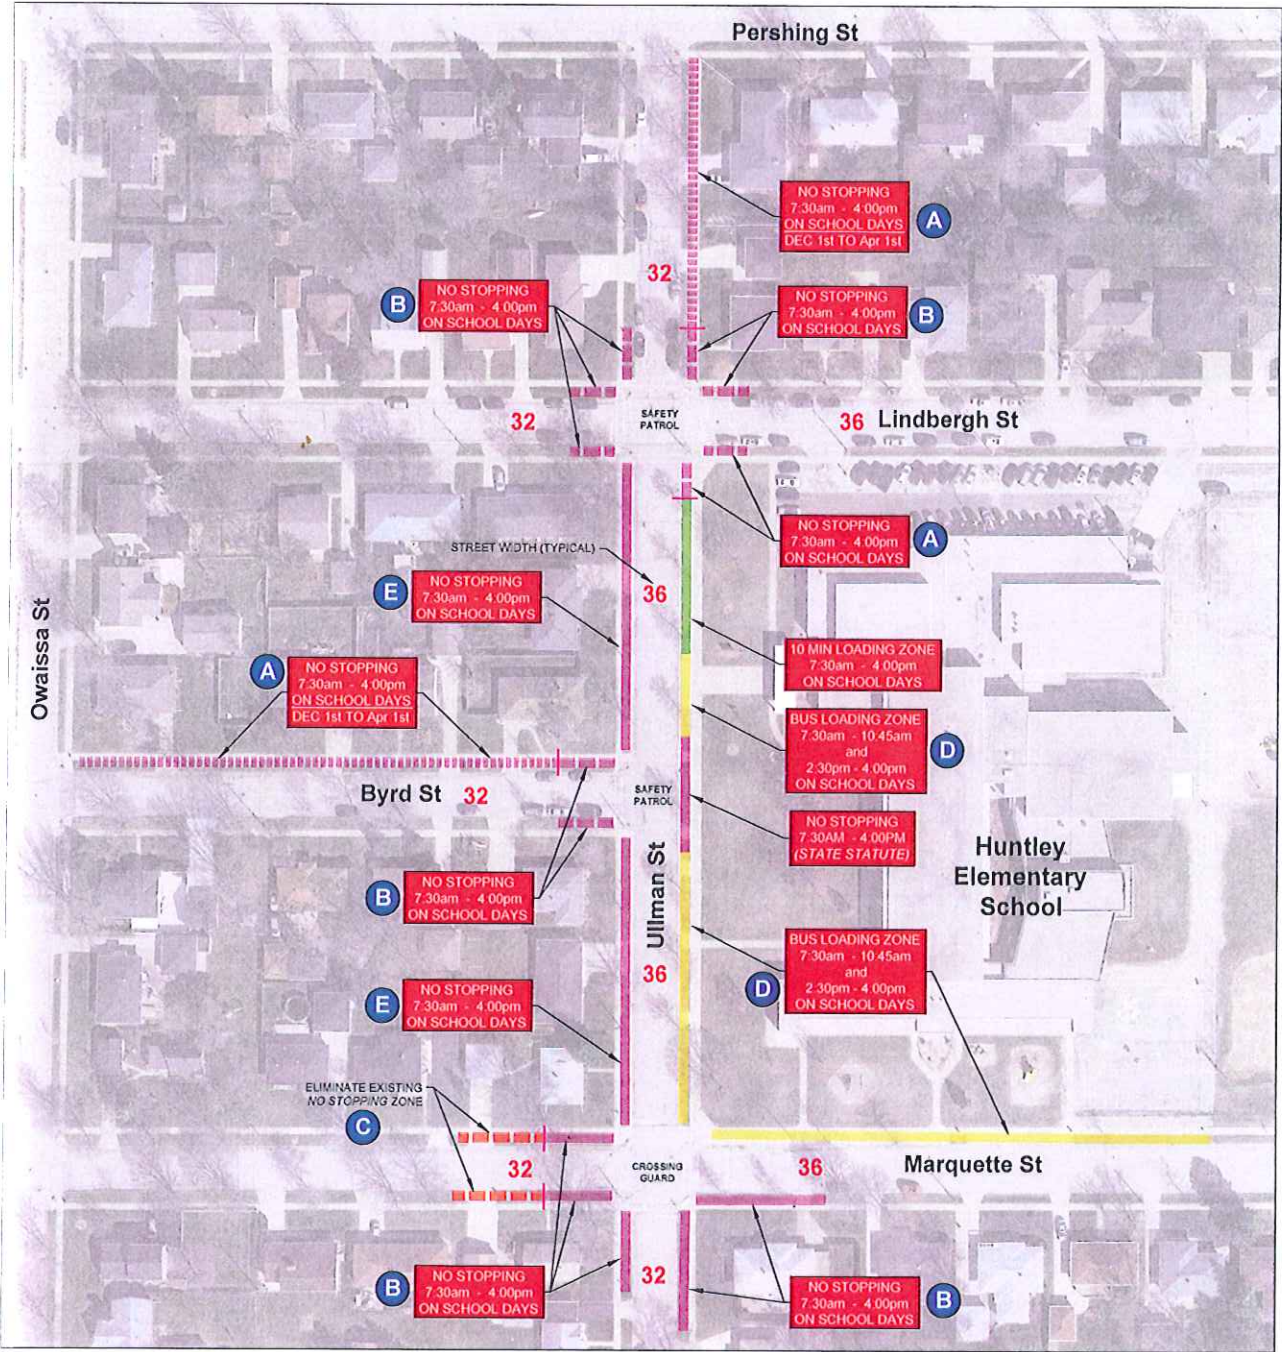 Pershing St
NO STOPPING
7:30am - 4:00pm
ON SCHOOL DAYS
DEC 1st TO Apr 1st
A
32
B
NO STOPPING
7:30am - 4:00pm
ON SCHOOL DAYS
NO STOPPING
7:30am - 4:00pm
ON SCHOOL DAYS
B
32
SAFETY
PATROL
36
Lindbergh St
NO STOPPING
7:30am - 4:00pm
ON SCHOOL DAYS
A
STREET WIDTH (TYPICAL)
36
E
NO STOPPING
7:30am - 4:00pm
ON SCHOOL DAYS
Owaissa St
A
NO STOPPING
7:30am - 4:00pm
ON SCHOOL DAYS
DEC 1st TO Apr 1st
10 MIN LOADING ZONE
7:30am - 4:00pm
ON SCHOOL DAYS
BUS LOADING ZONE
7:30am - 10:45am
and
2:30pm - 4:00pm
ON SCHOOL DAYS
D
Byrd St
32
SAFETY
PATROL
NO STOPPING
7:30AM - 4:00PM
(STATE STATUTE)
Huntley
Elementary
School
B
NO STOPPING
7:30am - 4:00pm
ON SCHOOL DAYS
Ullman St
36
BUS LOADING ZONE
7:30am - 10:45am
and
2:30pm - 4:00pm
ON SCHOOL DAYS
D
E
NO STOPPING
7:30am - 4:00pm
ON SCHOOL DAYS
ELIMINATE EXISTING
NO STOPPING ZONE
C
32
CROSSING
GUARD
36
Marquette St
B
NO STOPPING
7:30am - 4:00pm
ON SCHOOL DAYS
32
NO STOPPING
7:30am - 4:00pm
ON SCHOOL DAYS
B